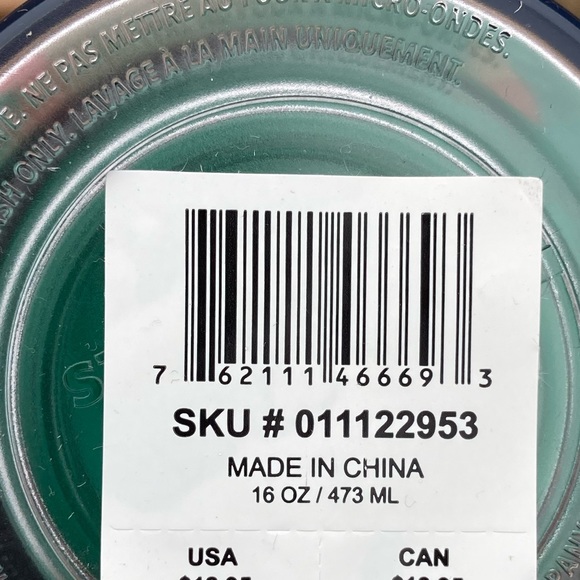 NE PAS METTRE AU FOUR À MICRO-ONDES.
ONLY. LAVAGE À LA MAIN UNIQUEMENT.
7 62111 46669 3
SKU # 011122953
MADE IN CHINA
16 OZ / 473 ML
USA CAN